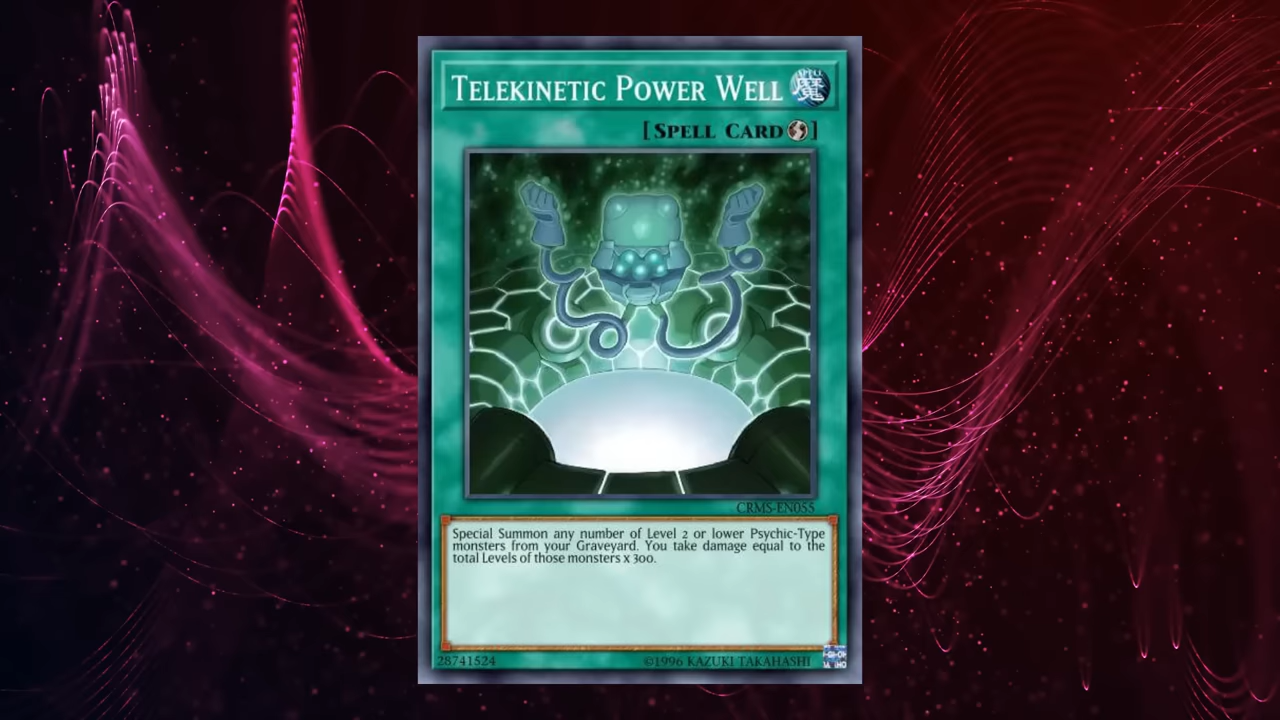 TELEKINETIC POWER WELL
SPELL
魔
[SPELL CARD]
CRMS-EN055
Special Summon any number of Level 2 or lower Psychic-Type
monsters from your Graveyard. You take damage equal to the
total Levels of those monsters x 300.
28741524
©1996 KAZUKI TAKAHASHI